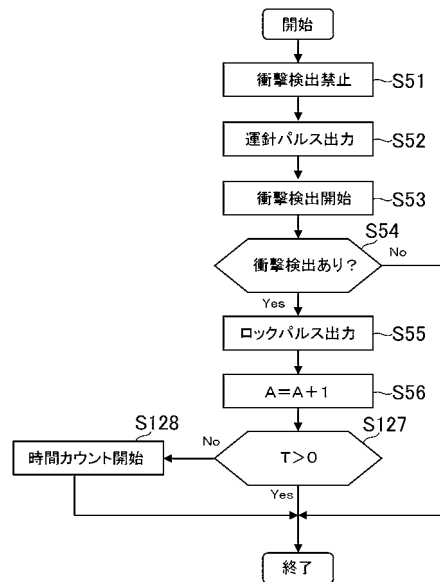 開始
衝撃検出禁止
S51
運針パルス出力
S52
衝撃検出開始
S53
S54
衝撃検出あり？
No
Yes
ロックパルス出力
S55
A＝A＋1
S56
S128
S127
No
時間カウント開始
T＞0
Yes
終了